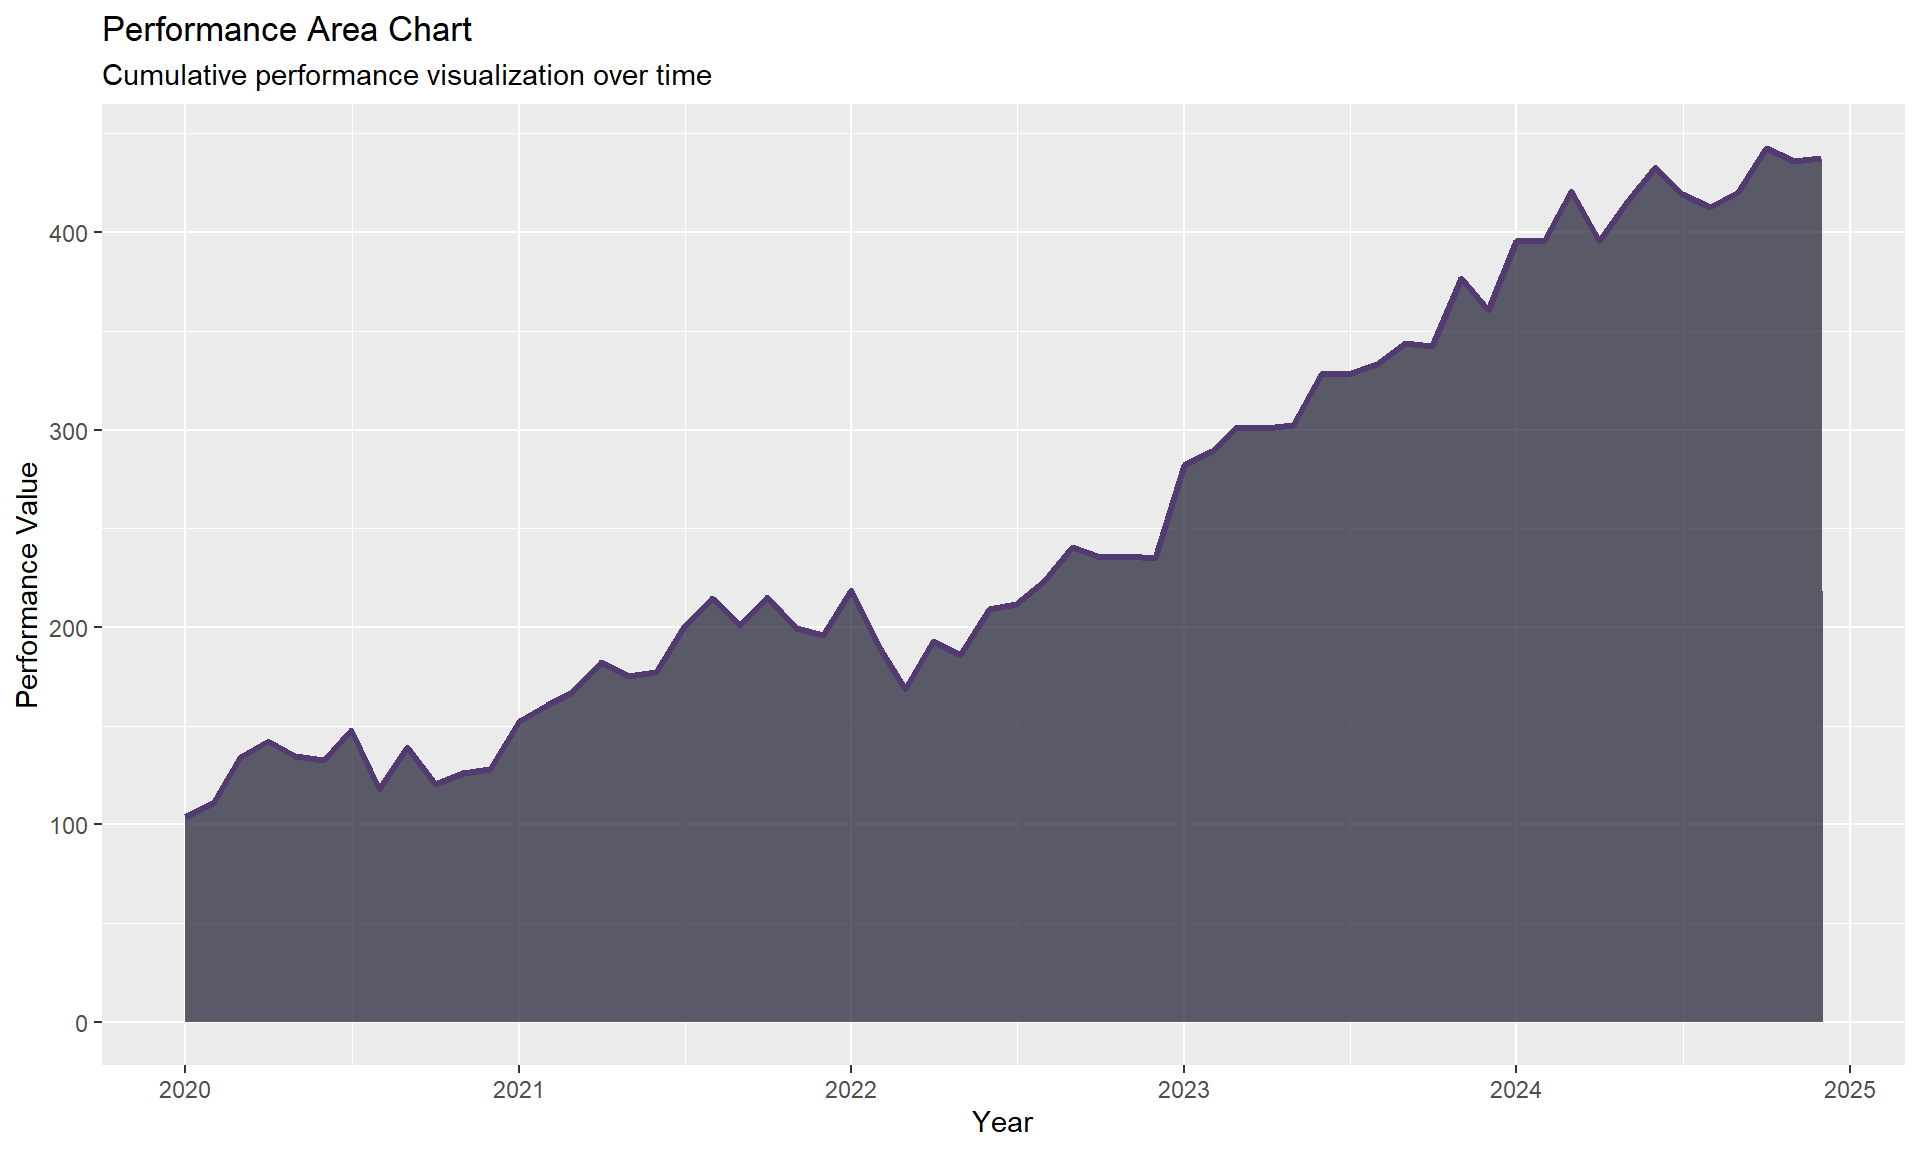 Performance Area Chart
Cumulative performance visualization over time
Performance Value
400
300
200
100
0
2020 2021 2022 2023 2024 2025
Year